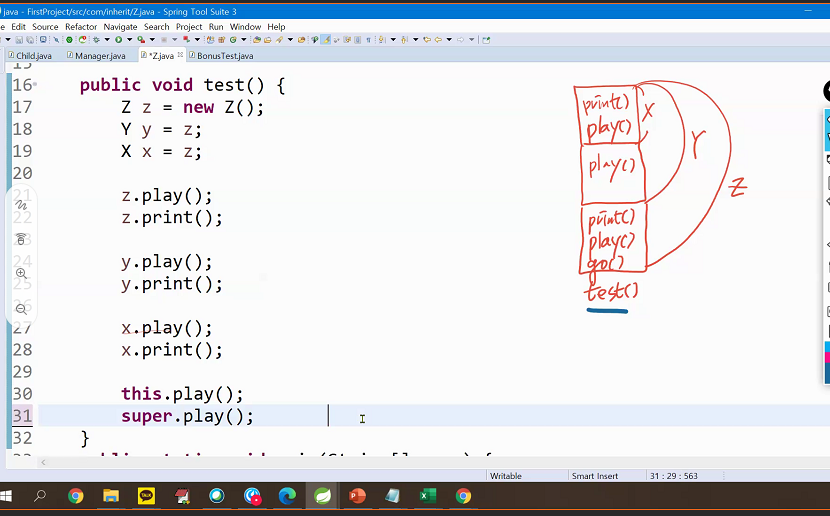 java - FirstProject/src/com/inherit/Z.java - Spring Tool Suite 3
Edit Source Refactor Navigate Search Project Run Window Help
Child.java Manager.java *Z.java BonusTest.java
16 public void test() {
17 Z z = new Z();
18 Y y = z;
19 X x = z;
20
21 z.play();
22 z.print();
23
24 y.play();
25 y.print();
26
27 x.play();
28 x.print();
29
30 this.play();
31 super.play();
32 }
print()
play()
X
play()
Y
print()
play()
go()
Z
test()
Writable Smart Insert 31 : 29 : 563
TALK